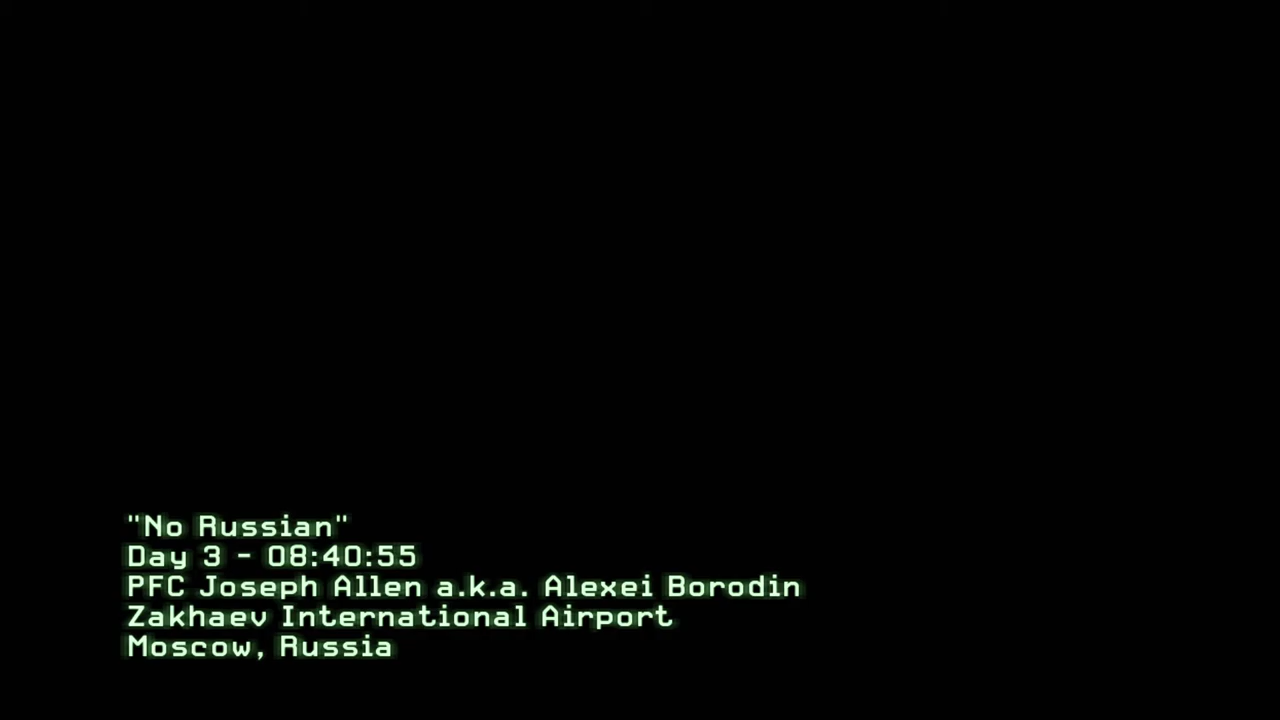 "No Russian"
Day 3 - 08:40:55
PFC Joseph Allen a.k.a. Alexei Borodin
Zakhaev International Airport
Moscow, Russia